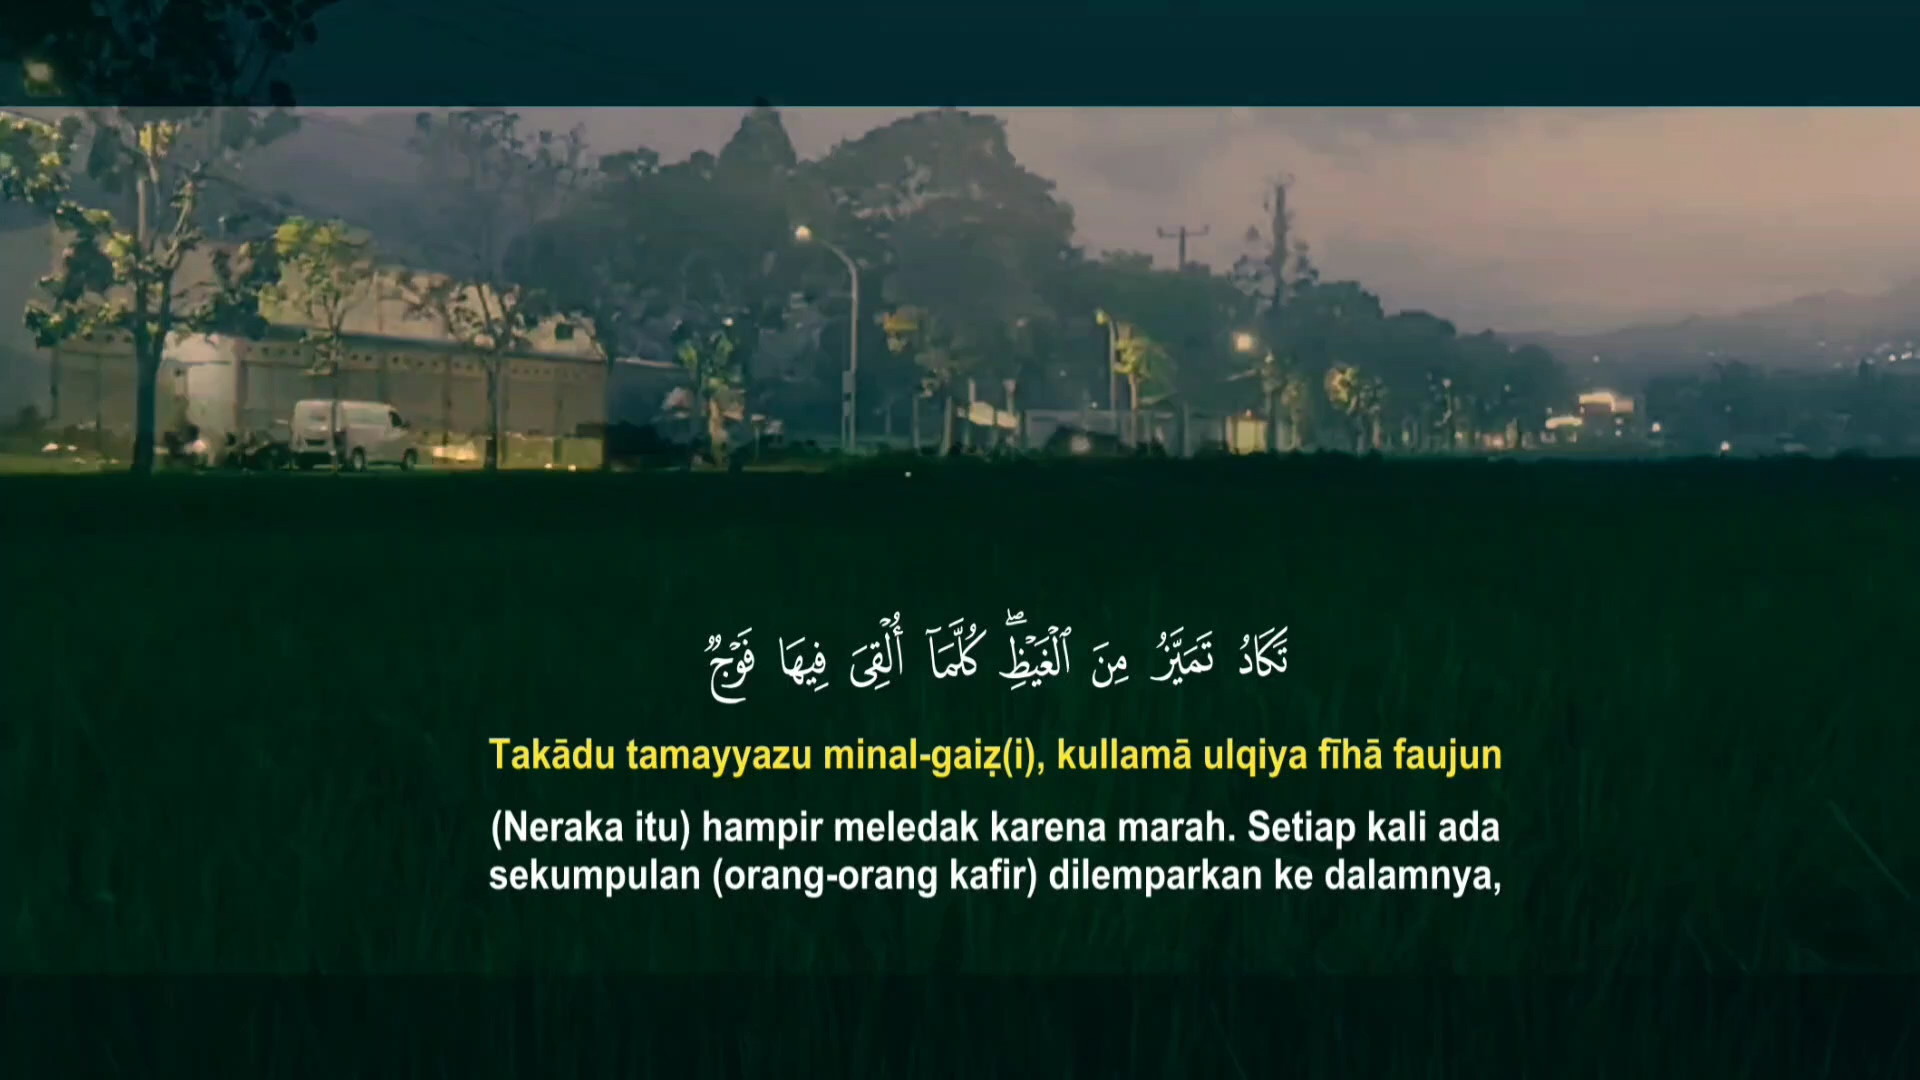 تَكَادُ تَمَيَّزُ مِنَ ٱلْغَيْظِۖ كُلَّمَآ أُلْقِىَ فِيهَا فَوْجٌ
Takādu tamayyazu minal-gaiẓ(i), kullamā ulqiya fīhā faujun
(Neraka itu) hampir meledak karena marah. Setiap kali ada
sekumpulan (orang-orang kafir) dilemparkan ke dalamnya,